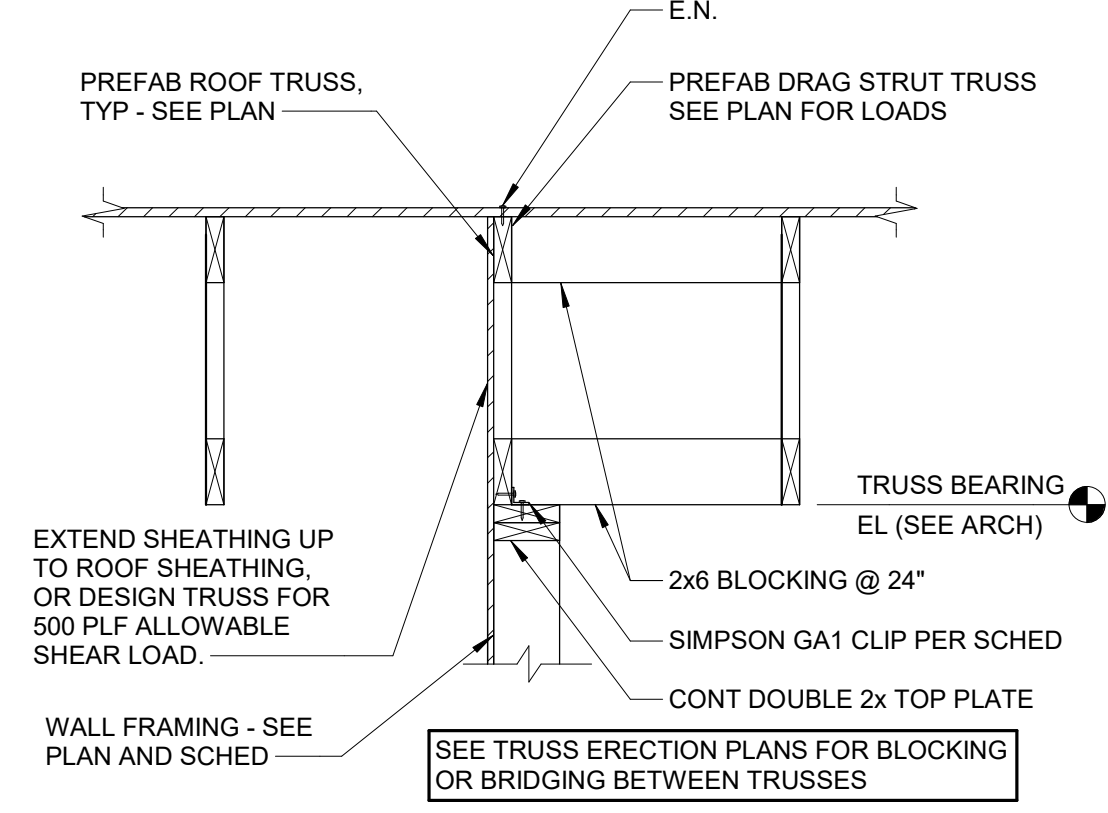 E.N.
PREFAB ROOF TRUSS,
TYP - SEE PLAN
PREFAB DRAG STRUT TRUSS
SEE PLAN FOR LOADS
TRUSS BEARING
EL (SEE ARCH)
EXTEND SHEATHING UP
TO ROOF SHEATHING,
OR DESIGN TRUSS FOR
500 PLF ALLOWABLE
SHEAR LOAD.
2x6 BLOCKING @ 24"
SIMPSON GA1 CLIP PER SCHED
CONT DOUBLE 2x TOP PLATE
WALL FRAMING - SEE
PLAN AND SCHED
SEE TRUSS ERECTION PLANS FOR BLOCKING
OR BRIDGING BETWEEN TRUSSES